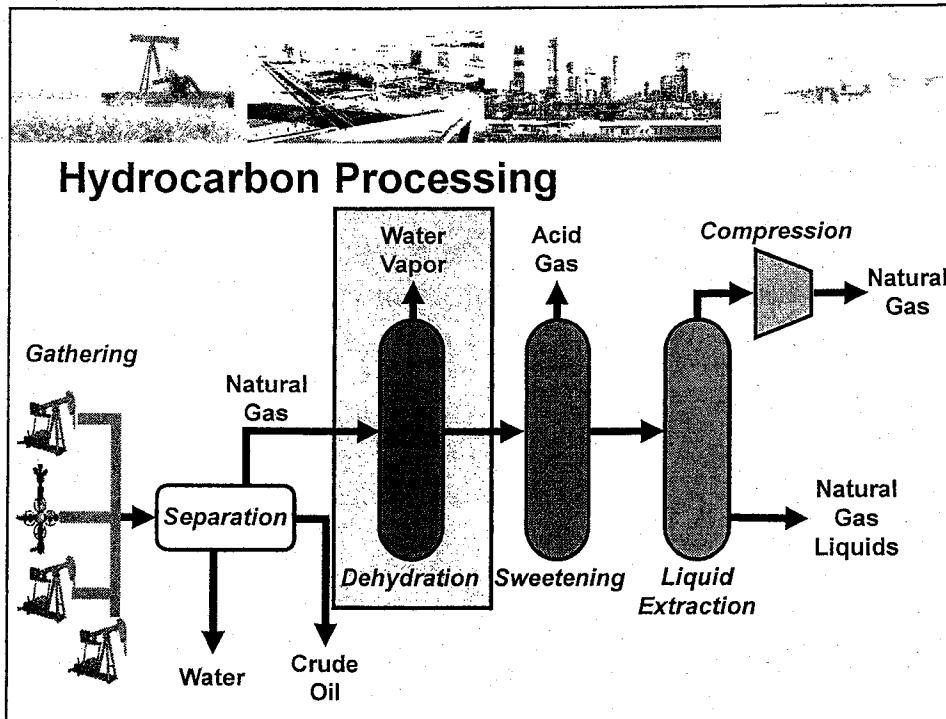 Hydrocarbon Processing
Water
Vapor
Acid
Gas
Compression
Natural
Gas
Gathering
Natural
Gas
Separation
Dehydration
Sweetening
Liquid
Extraction
Natural
Gas
Liquids
Water
Crude
Oil